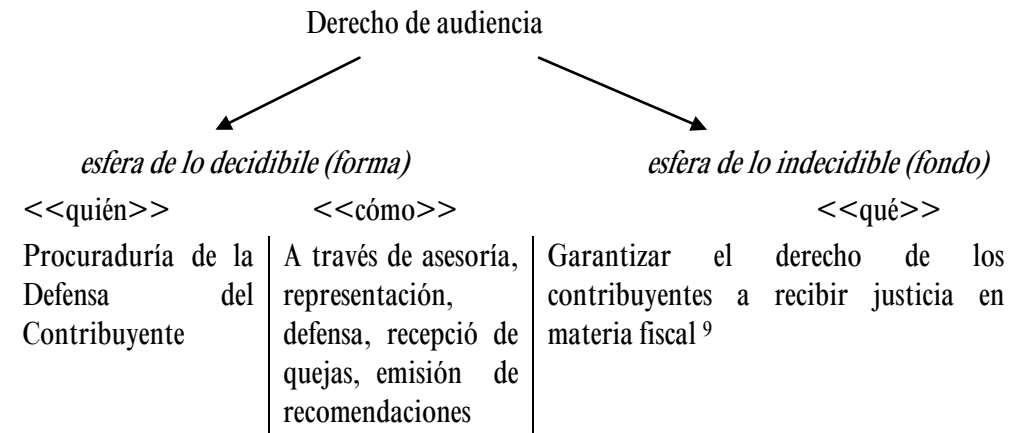 Derecho de audiencia
esfera de lo decidibile (forma)
esfera de lo indecidible (fondo)
<<quién>>
<<cómo>>
<<qué>>
Procuraduría de la
Defensa del
Contribuyente
A través de asesoría,
representación,
defensa, recepció de
quejas, emisión de
recomendaciones
Garantizar el derecho de los
contribuyentes a recibir justicia en
materia fiscal 9